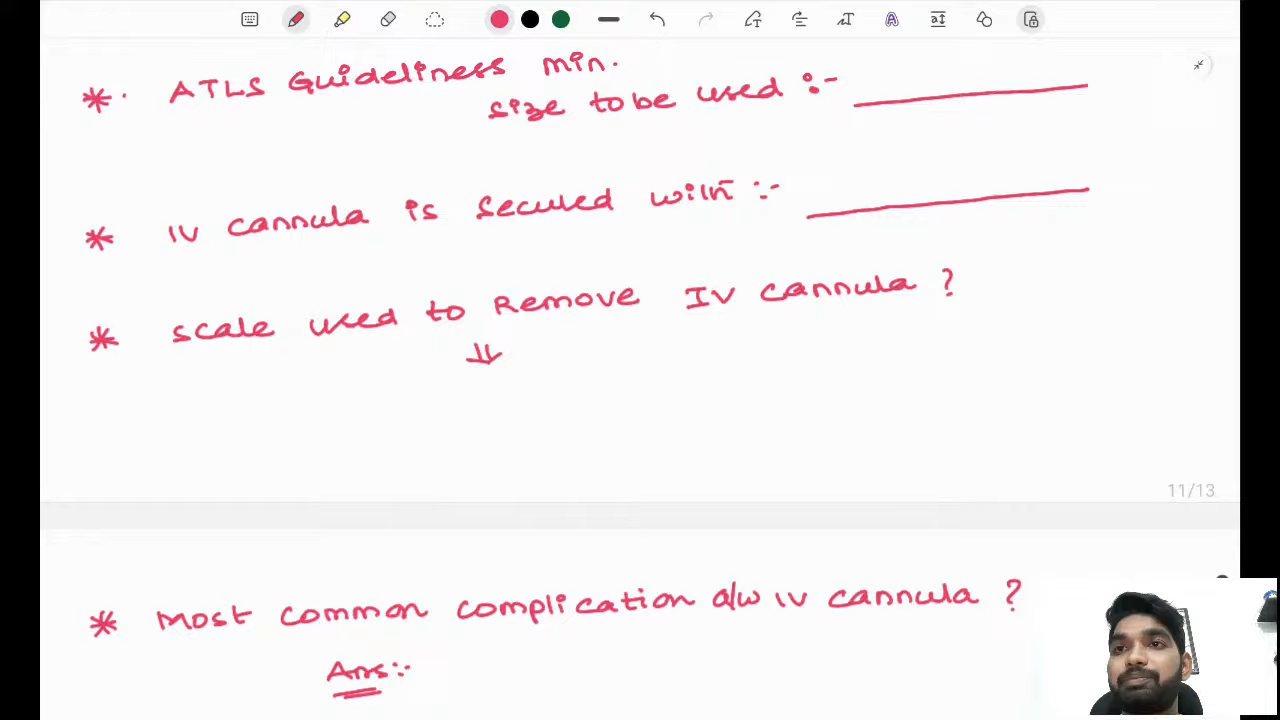 * . ATLS Guideliness min.
size to be used :-
* IV cannula is secured with :-
* scale used to Remove IV cannula ?
11/13
* Most common complication a/w IV cannula ?
Ans :-